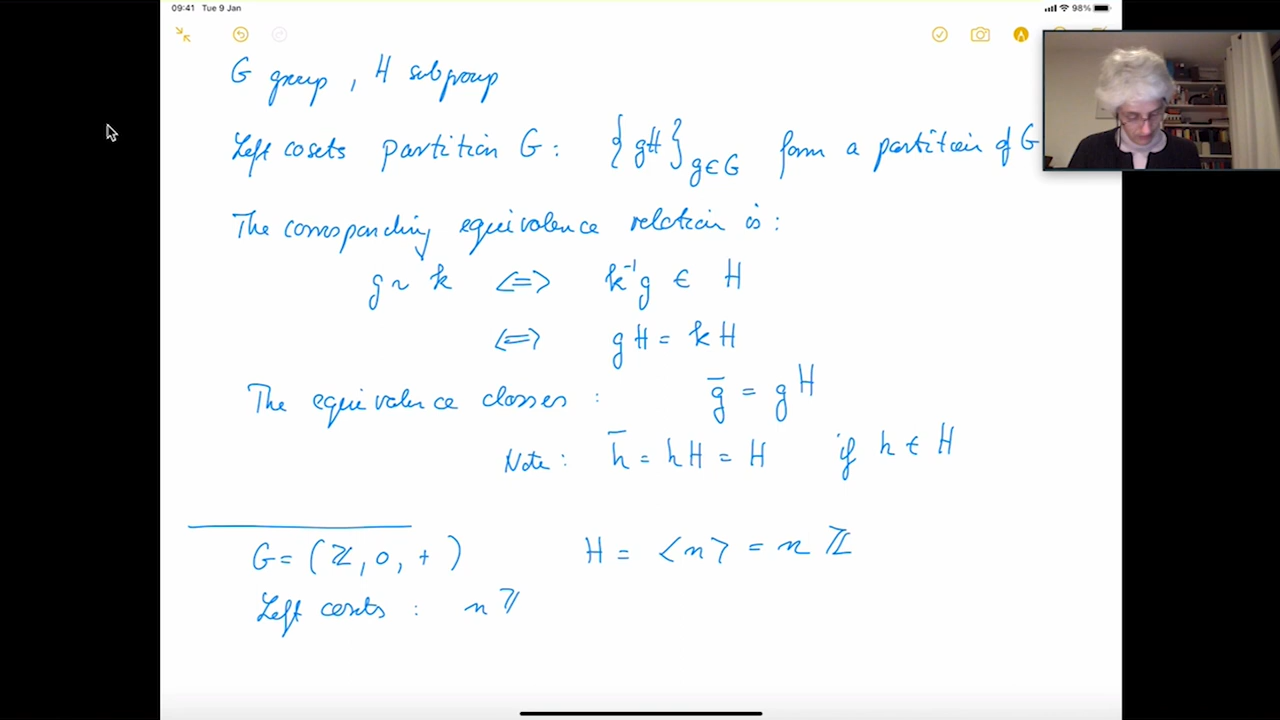 09:41 Tue 9 Jan
98%
G group, H subgroup
Left cosets partition G: {gH}_{g∈G} form a partition of G
The corresponding equivalence relation is:
g ~ k <=> k⁻¹g ∈ H
<=> gH = kH
The equivalence classes: g̅ = gH
Note: h̅ = hH = H if h ∈ H
G = (ℤ, 0, +) H = <n> = nℤ
Left cosets: nℤ